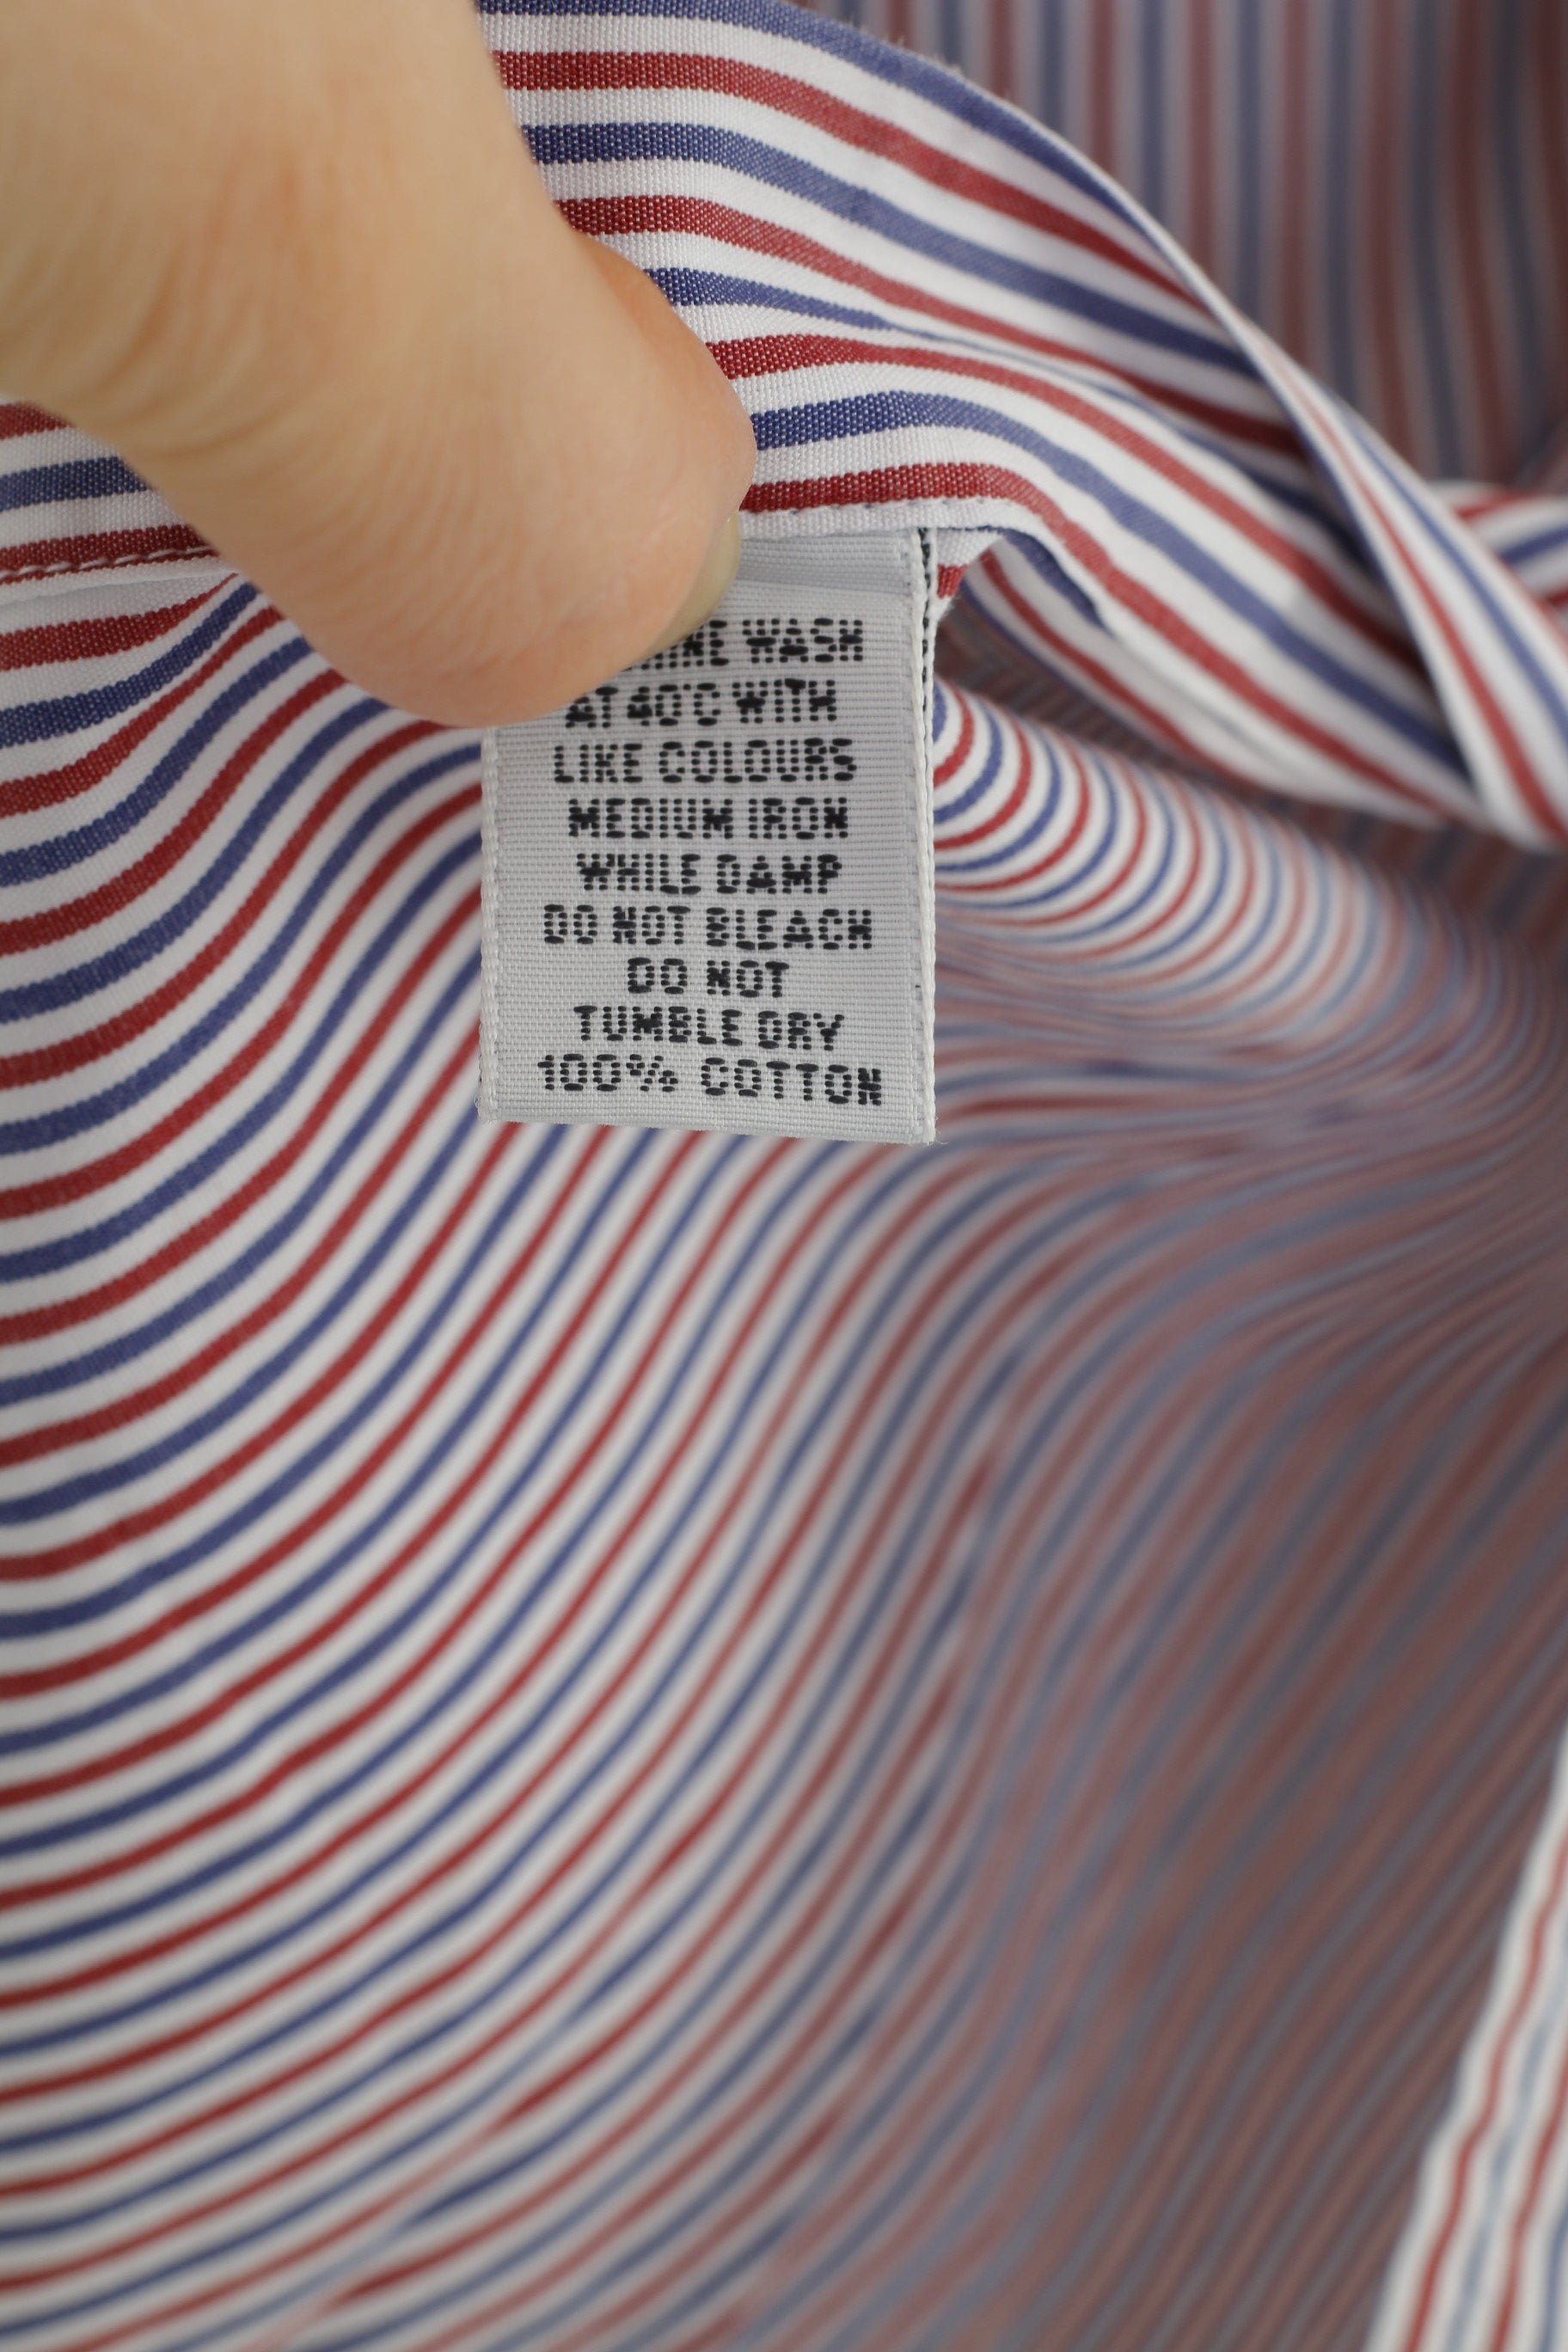 WASH
AT 40°C WITH
LIKE COLOURS
MEDIUM IRON
WHILE DAMP
DO NOT BLEACH
DO NOT
TUMBLE DRY
100% COTTON